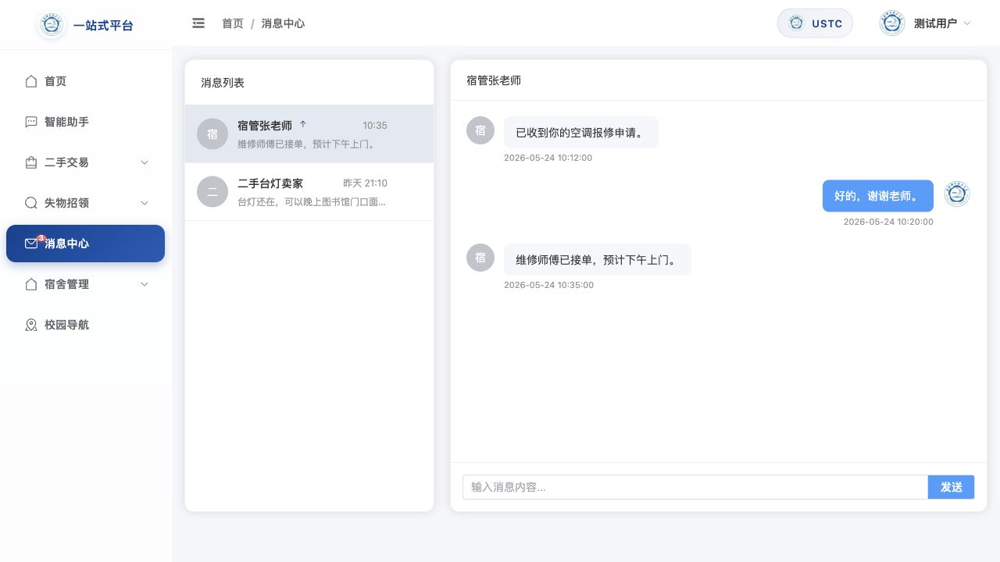 一站式平台
首页 / 消息中心
USTC
测试用户
首页
智能助手
二手交易
失物招领
3
消息中心
宿舍管理
校园导航
消息列表
宿
宿管张老师 ↑ 10:35
维修师傅已接单，预计下午上门。
二
二手台灯卖家 昨天 21:10
台灯还在，可以晚上图书馆门口面...
宿管张老师
宿
已收到你的空调报修申请。
2026-05-24 10:12:00
好的，谢谢老师。
2026-05-24 10:20:00
宿
维修师傅已接单，预计下午上门。
2026-05-24 10:35:00
输入消息内容...
发送